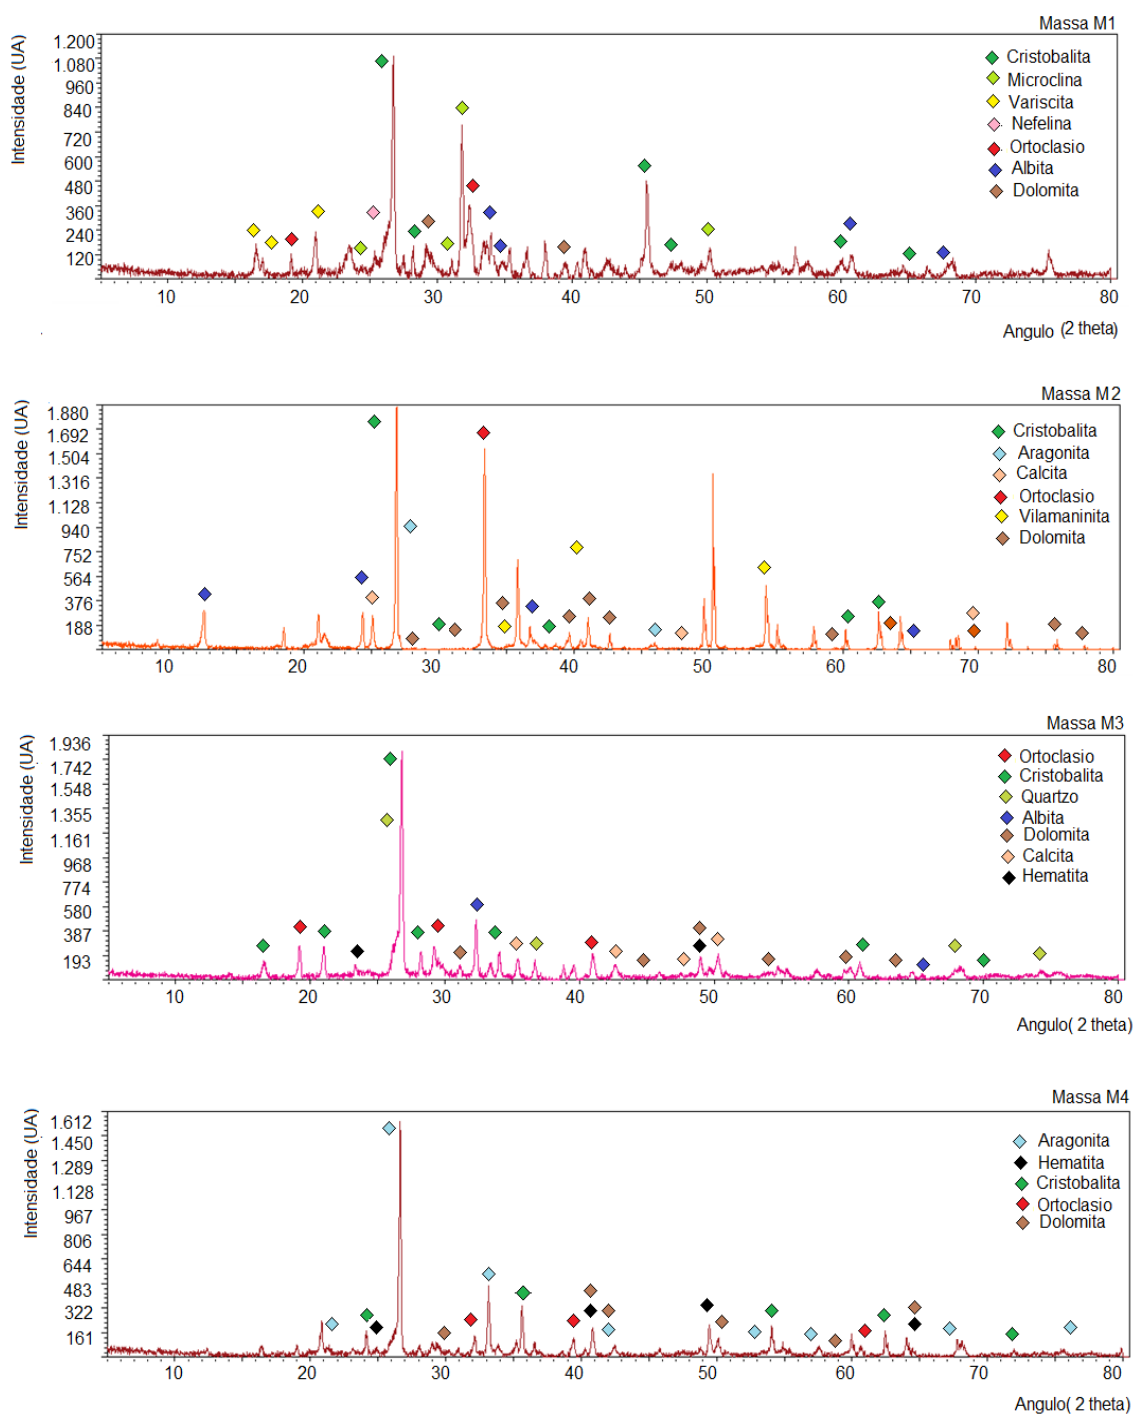 Massa M1
Intensidade (UA)
1.200
1.080
960
840
720
600
480
360
240
120
Cristobalita
Microclina
Variscita
Nefelina
Ortoclasio
Albita
Dolomita
10 20 30 40 50 60 70 80
Angulo (2 theta)
Massa M2
Intensidade (UA)
1.880
1.692
1.504
1.316
1.128
940
752
564
376
188
Cristobalita
Aragonita
Calcita
Ortoclasio
Vilamaninita
Dolomita
10 20 30 40 50 60 70 80
Massa M3
Intensidade (UA)
1.936
1.742
1.548
1.355
1.161
968
774
580
387
193
Ortoclasio
Cristobalita
Quartzo
Albita
Dolomita
Calcita
Hematita
10 20 30 40 50 60 70 80
Angulo( 2 theta)
Massa M4
Intensidade (UA)
1.612
1.450
1.289
1.128
967
806
644
483
322
161
Aragonita
Hematita
Cristobalita
Ortoclasio
Dolomita
10 20 30 40 50 60 70 80
Angulo( 2 theta)